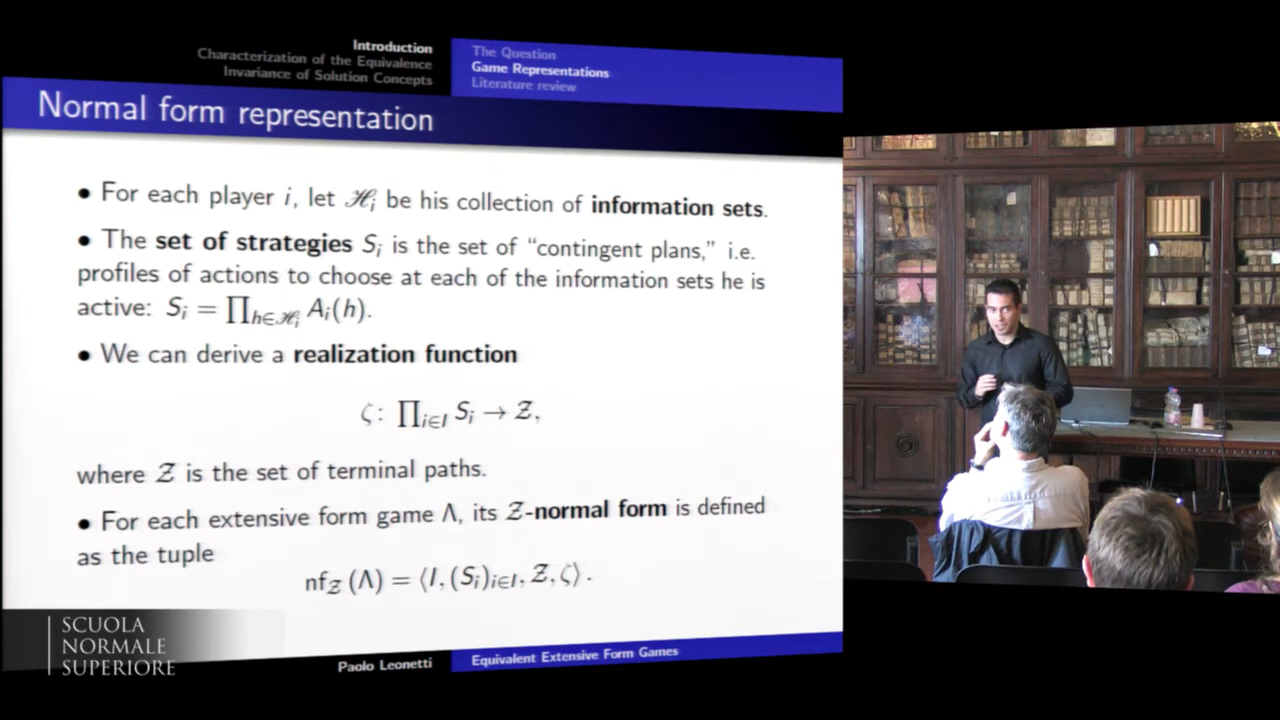 Introduction
Characterization of the Equivalence
Invariance of Solution Concepts
The Question
Game Representations
Literature review
Normal form representation
• For each player i, let ℋᵢ be his collection of information sets.
• The set of strategies Sᵢ is the set of “contingent plans,” i.e.
profiles of actions to choose at each of the information sets he is
active: Sᵢ = ∏_{h∈ℋᵢ} Aᵢ(h).
• We can derive a realization function
ζ: ∏_{i∈I} Sᵢ → 𝒵,
where 𝒵 is the set of terminal paths.
• For each extensive form game Λ, its 𝒵-normal form is defined
as the tuple
nf_𝒵 (Λ) = ⟨I, (Sᵢ)_{i∈I}, 𝒵, ζ⟩ .
SCUOLA
NORMALE
SUPERIORE
Paolo Leonetti
Equivalent Extensive Form Games